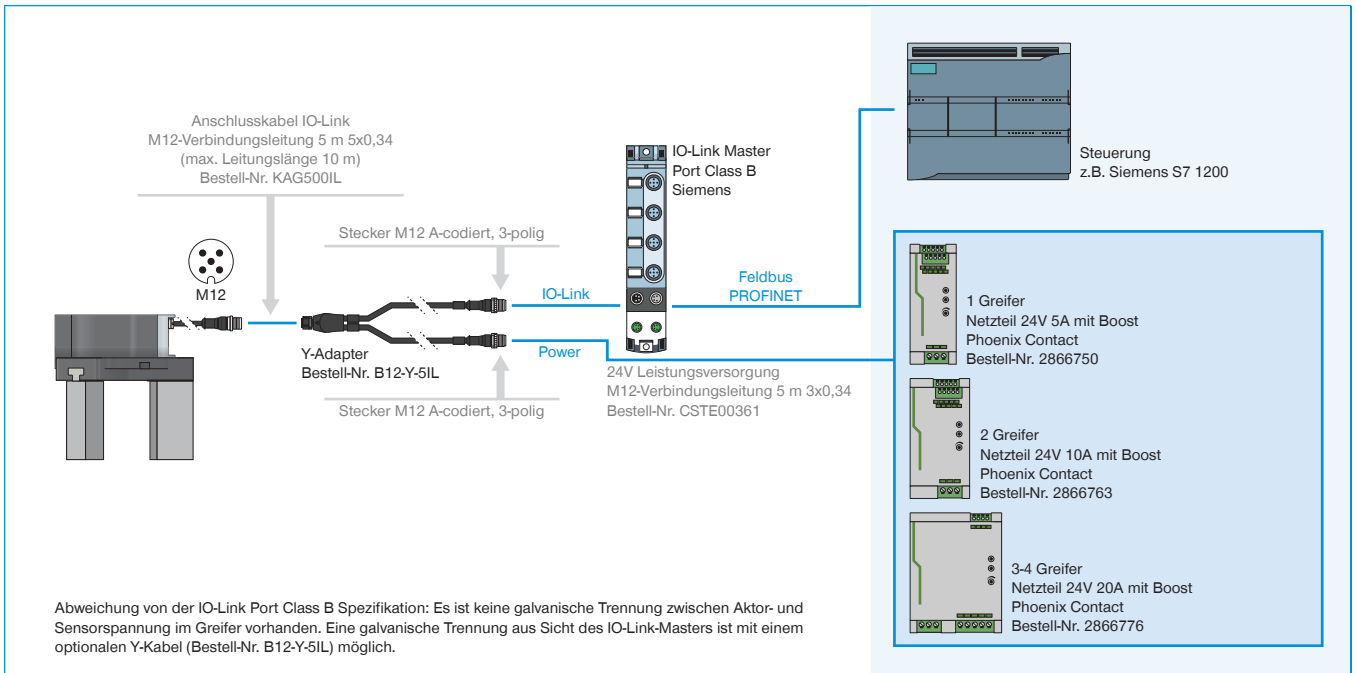 Anschlusskabel IO-Link
M12-Verbindungsleitung 5 m 5x0,34
(max. Leitungslänge 10 m)
Bestell-Nr. KAG500IL
M12
Stecker M12 A-codiert, 3-polig
Y-Adapter
Bestell-Nr. B12-Y-5IL
Stecker M12 A-codiert, 3-polig
IO-Link
Power
IO-Link Master
Port Class B
Siemens
24V Leistungsversorgung
M12-Verbindungsleitung 5 m 3x0,34
Bestell-Nr. CSTE00361
Feldbus
PROFINET
Steuerung
z.B. Siemens S7 1200
1 Greifer
Netzteil 24V 5A mit Boost
Phoenix Contact
Bestell-Nr. 2866750
2 Greifer
Netzteil 24V 10A mit Boost
Phoenix Contact
Bestell-Nr. 2866763
3-4 Greifer
Netzteil 24V 20A mit Boost
Phoenix Contact
Bestell-Nr. 2866776
Abweichung von der IO-Link Port Class B Spezifikation: Es ist keine galvanische Trennung zwischen Aktor- und
Sensorspannung im Greifer vorhanden. Eine galvanische Trennung aus Sicht des IO-Link-Masters ist mit einem
optionalen Y-Kabel (Bestell-Nr. B12-Y-5IL) möglich.